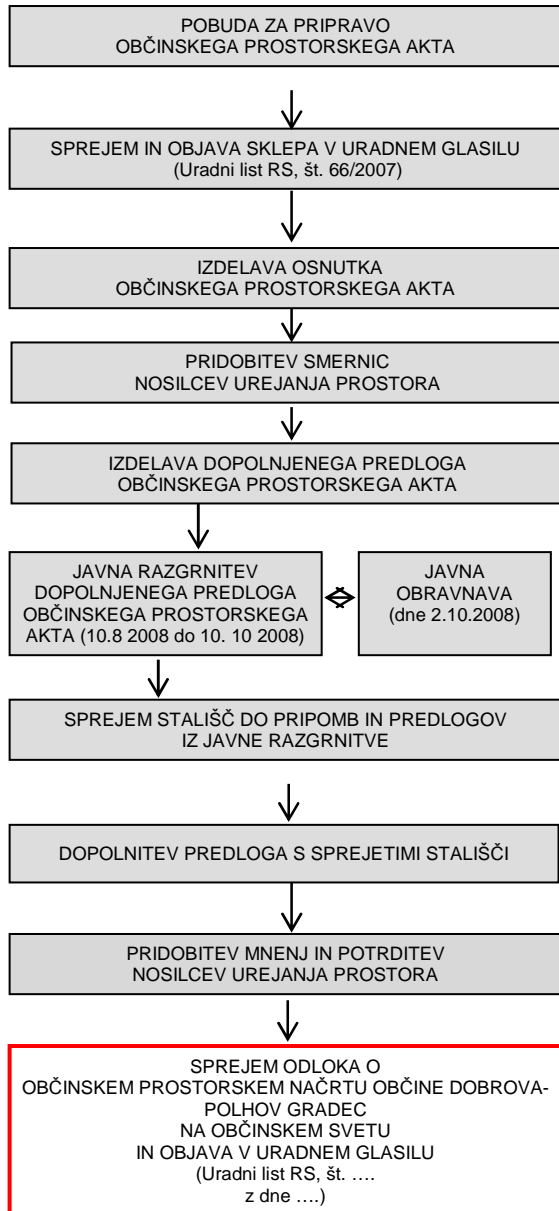 POBUDA ZA PRIPRAVO
OBČINSKEGA PROSTORSKEGA AKTA
SPREJEM IN OBJAVA SKLEPA V URADNEM GLASILU
(Uradni list RS, št. 66/2007)
IZDELAVA OSNUTKA
OBČINSKEGA PROSTORSKEGA AKTA
PRIDOBITEV SMERNIC
NOSILCEV UREJANJA PROSTORA
IZDELAVA DOPOLNJENEGA PREDLOGA
OBČINSKEGA PROSTORSKEGA AKTA
JAVNA RAZGRNITEV
DOPOLNJENEGA PREDLOGA
OBČINSKEGA PROSTORSKEGA
AKTA (10.8 2008 do 10. 10 2008)
JAVNA
OBRAVNAVA
(dne 2.10.2008)
SPREJEM STALIŠČ DO PRIPOMB IN PREDLOGOV
IZ JAVNE RAZGRNITVE
DOPOLNITEV PREDLOGA S SPREJETIMI STALIŠČI
PRIDOBITEV MNENJ IN POTRDITEV
NOSILCEV UREJANJA PROSTORA
SPREJEM ODLOKA O
OBČINSKEM PROSTORSKEM NAČRTU OBČINE DOBROVA-
POLHOV GRADEC
NA OBČINSKEM SVETU
IN OBJAVA V URADNEM GLASILU
(Uradni list RS, št. ….
z dne ….)